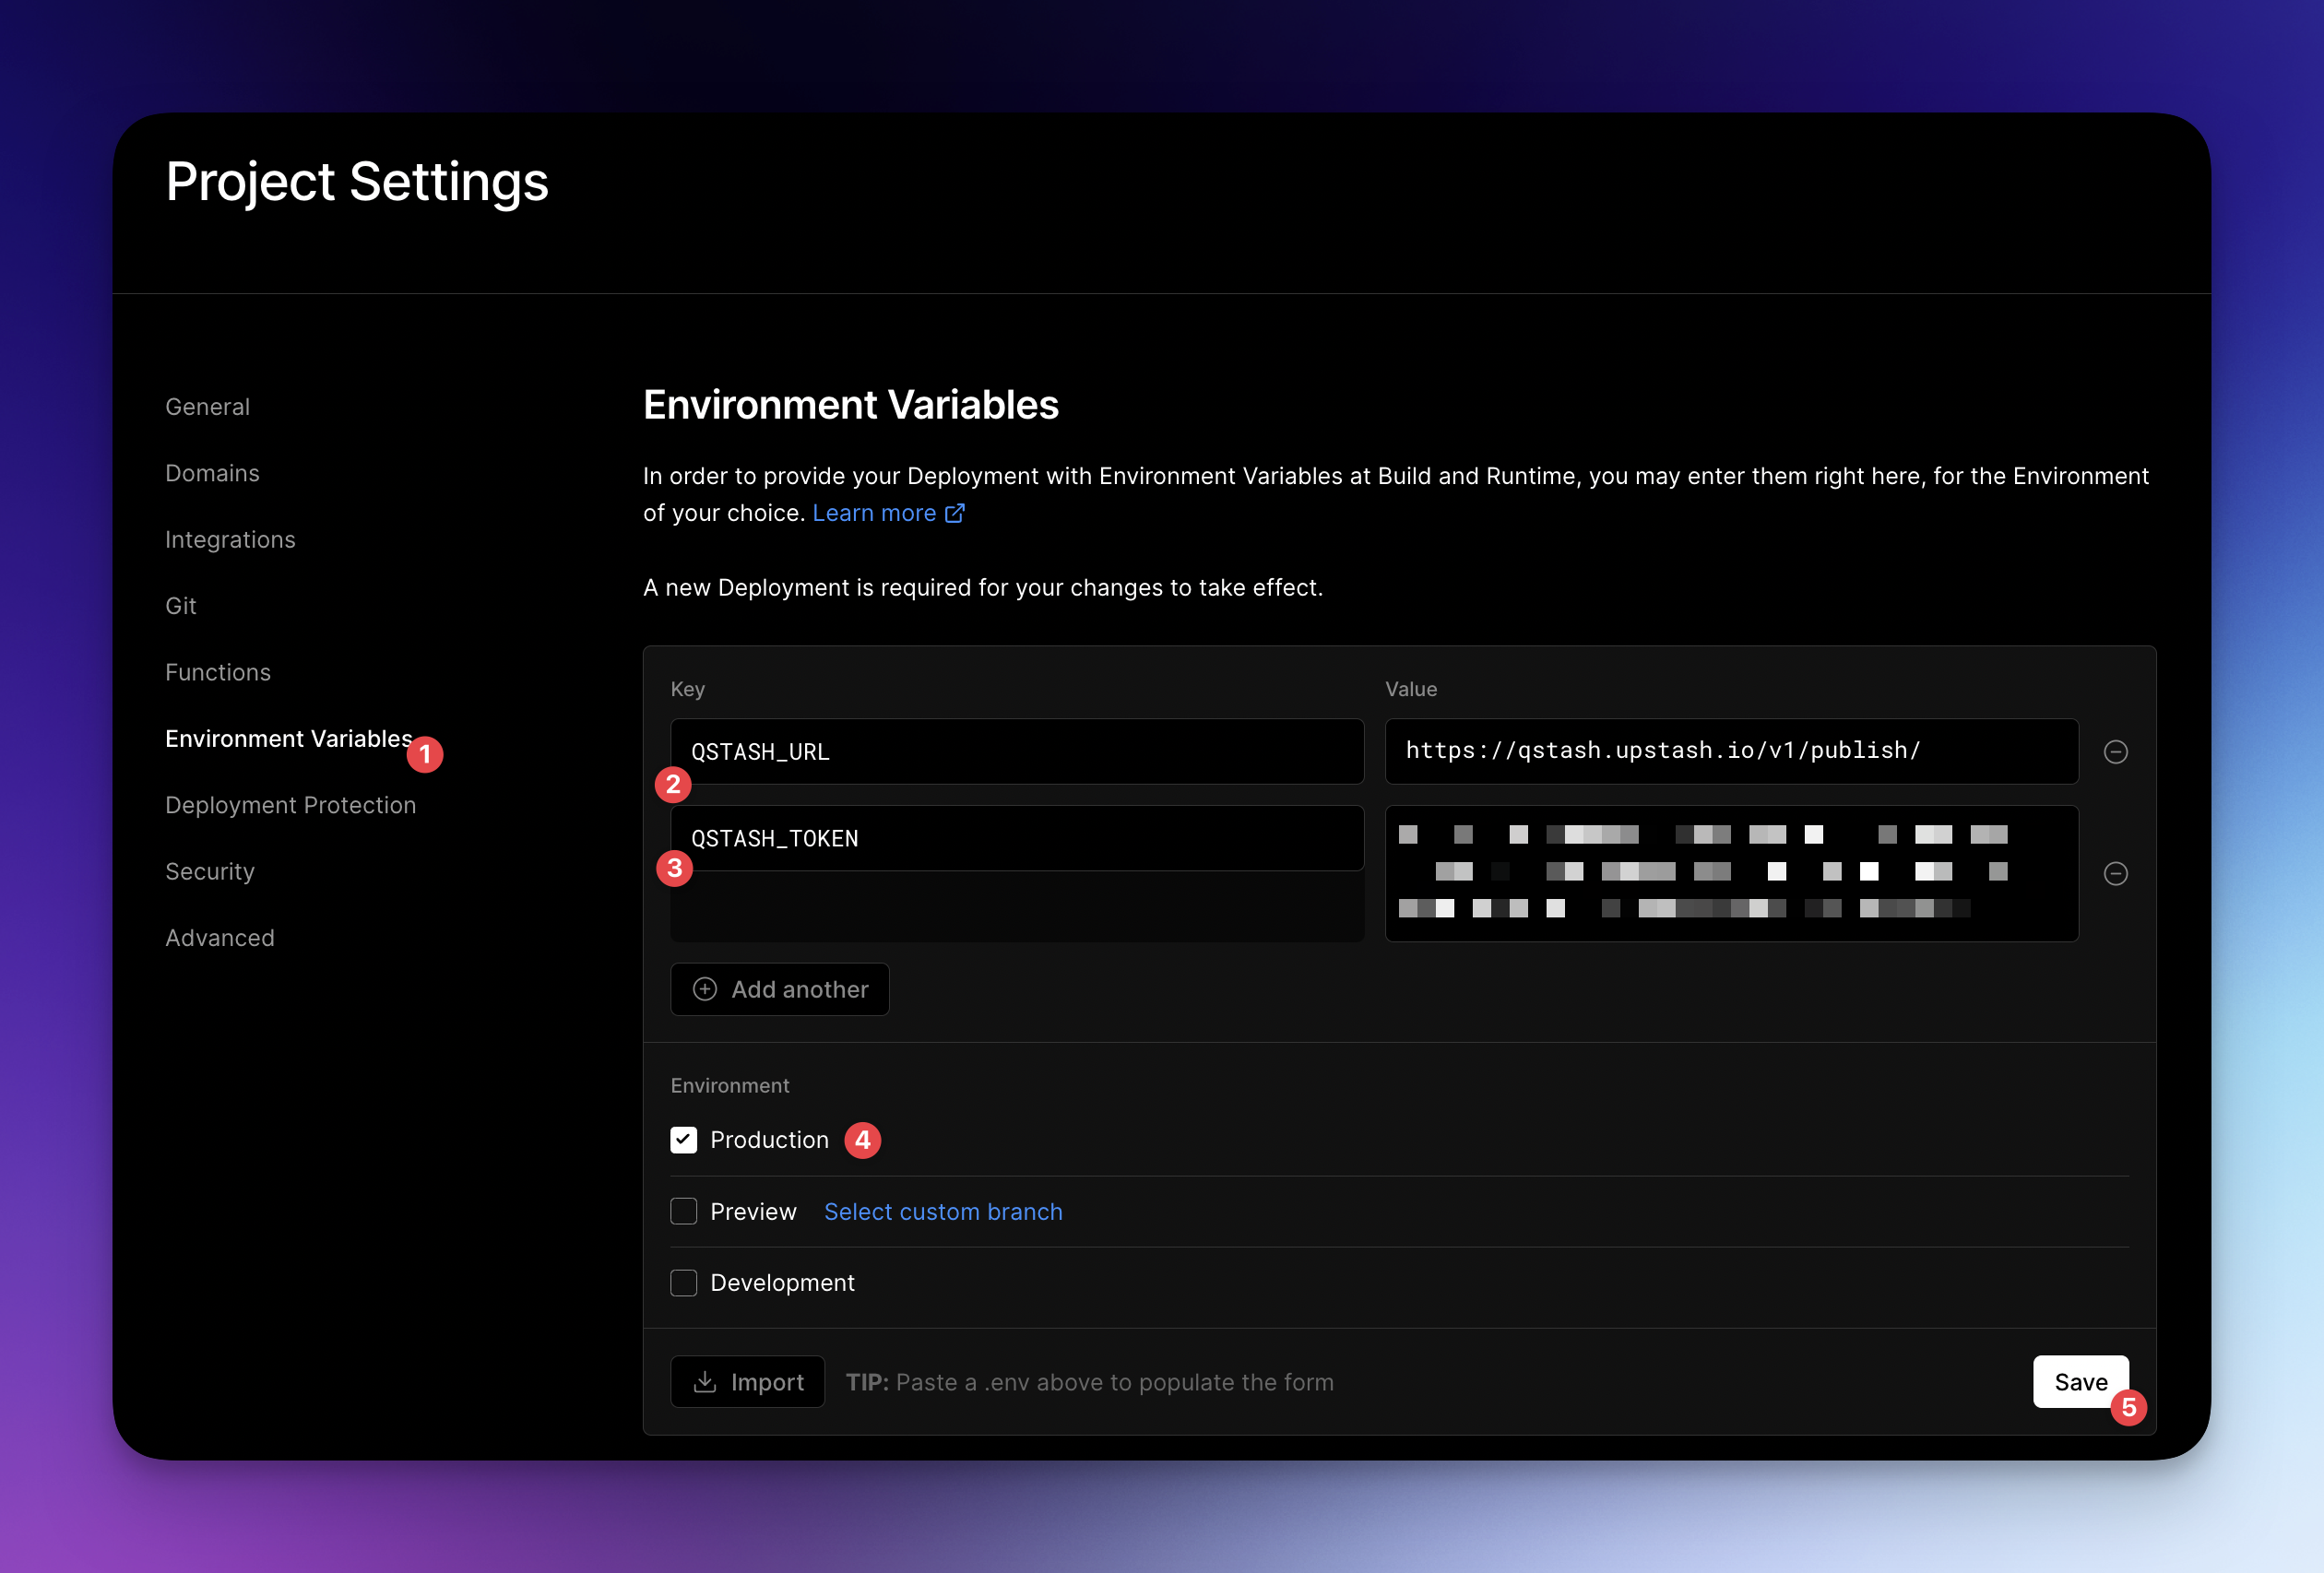 Project Settings
General
Domains
Integrations
Git
Functions
Environment Variables
1
Deployment Protection
Security
Advanced
Environment Variables
In order to provide your Deployment with Environment Variables at Build and Runtime, you may enter them right here, for the Environment
of your choice. Learn more
A new Deployment is required for your changes to take effect.
Key
Value
QSTASH_URL
https://qstash.upstash.io/v1/publish/
2
QSTASH_TOKEN
3
Add another
Environment
Production
4
Preview Select custom branch
Development
Import
TIP: Paste a .env above to populate the form
Save
5